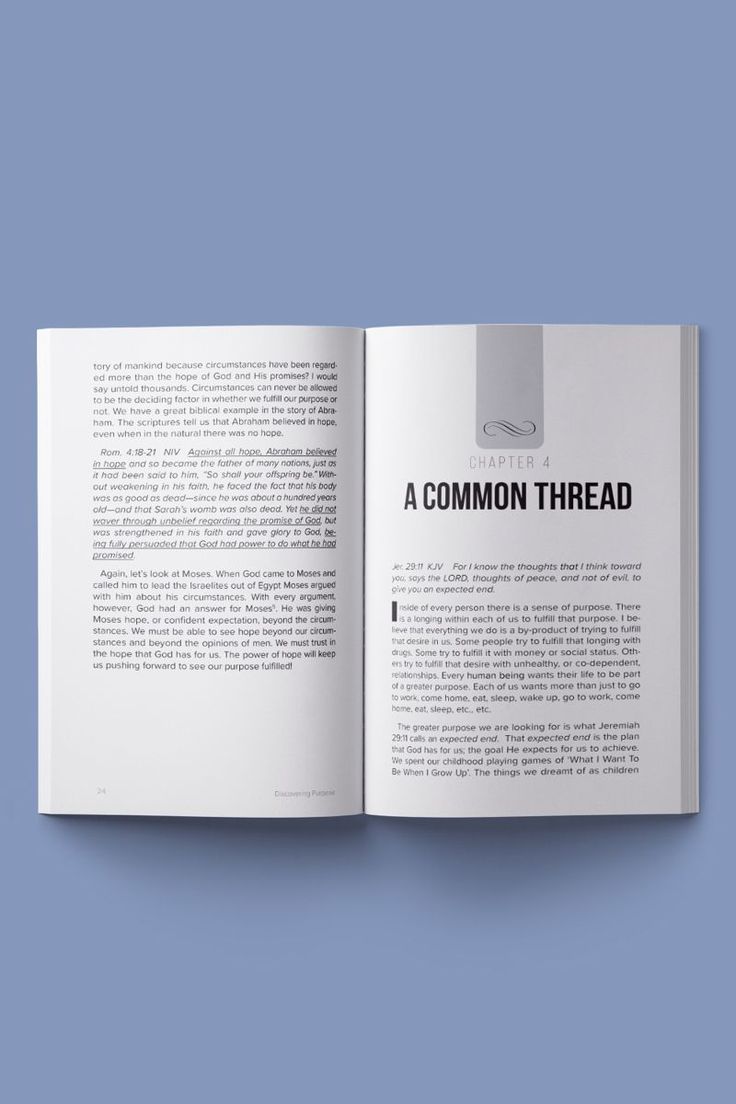 tory of mankind because circumstances have been regard-
ed more than the hope of God and His promises? I would
say untold thousands. Circumstances can never be allowed
to be the deciding factor in whether we fulfill our purpose or
not. We have a great biblical example in the story of Abra-
ham. The scriptures tell us that Abraham believed in hope,
even when in the natural there was no hope.
Rom. 4:18-21 NIV Against all hope, Abraham believed
in hope and so became the father of many nations, just as
it had been said to him, “So shall your offspring be.” With-
out weakening in his faith, he faced the fact that his body
was as good as dead—since he was about a hundred years
old—and that Sarah's womb was also dead. Yet he did not
waver through unbelief regarding the promise of God, but
was strengthened in his faith and gave glory to God, be-
ing fully persuaded that God had power to do what he had
promised.
Again, let's look at Moses. When God came to Moses and
called him to lead the Israelites out of Egypt Moses argued
with him about his circumstances. With every argument,
however, God had an answer for Moses⁵. He was giving
Moses hope, or confident expectation, beyond the circum-
stances. We must be able to see hope beyond our circum-
stances and beyond the opinions of men. We must trust in
the hope that God has for us. The power of hope will keep
us pushing forward to see our purpose fulfilled!
24
Discovering Purpose
CHAPTER 4
A COMMON THREAD
Jer. 29:11 KJV For I know the thoughts that I think toward
you, says the LORD, thoughts of peace, and not of evil, to
give you an expected end.
Inside of every person there is a sense of purpose. There
is a longing within each of us to fulfill that purpose. I be-
lieve that everything we do is a by-product of trying to fulfill
that desire in us. Some people try to fulfill that longing with
drugs. Some try to fulfill it with money or social status. Oth-
ers try to fulfill that desire with unhealthy, or co-dependent,
relationships. Every human being wants their life to be part
of a greater purpose. Each of us wants more than just to go
to work, come home, eat, sleep, wake up, go to work, come
home, eat, sleep, etc., etc.
The greater purpose we are looking for is what Jeremiah
29:11 calls an expected end. That expected end is the plan
that God has for us; the goal He expects for us to achieve.
We spent our childhood playing games of ‘What I Want To
Be When I Grow Up’. The things we dreamt of as children